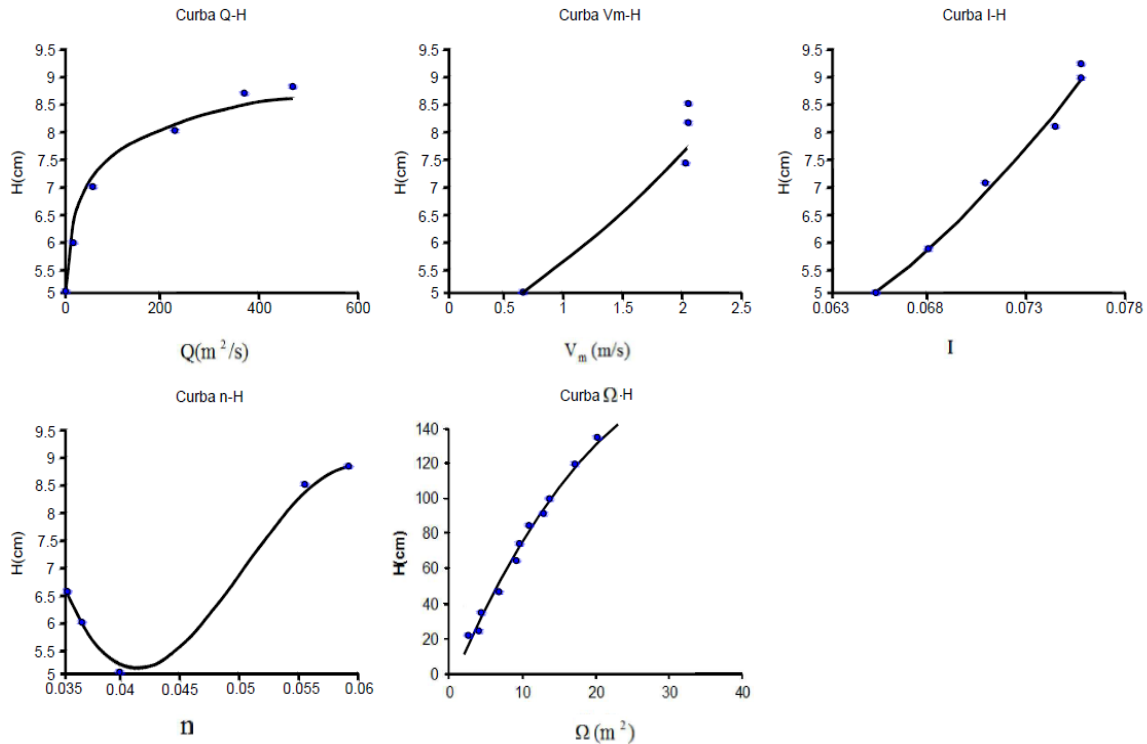 Curba Q-H
9.5
9
8.5
8
7.5
7
6.5
6
5.5
5
H(cm)
0 200 400 600
Q(m²/s)
Curba Vm-H
9.5
9
8.5
8
7.5
7
6.5
6
5.5
5
H(cm)
0 0.5 1 1.5 2 2.5
Vₘ (m/s)
Curba I-H
9.5
9
8.5
8
7.5
7
6.5
6
5.5
5
H(cm)
0.063 0.068 0.073 0.078
I
Curba n-H
9.5
9
8.5
8
7.5
7
6.5
6
5.5
5
H(cm)
0.035 0.04 0.045 0.05 0.055 0.06
n
Curba Ω-H
140
120
100
80
60
40
20
0
H(cm)
0 10 20 30 40
Ω (m²)